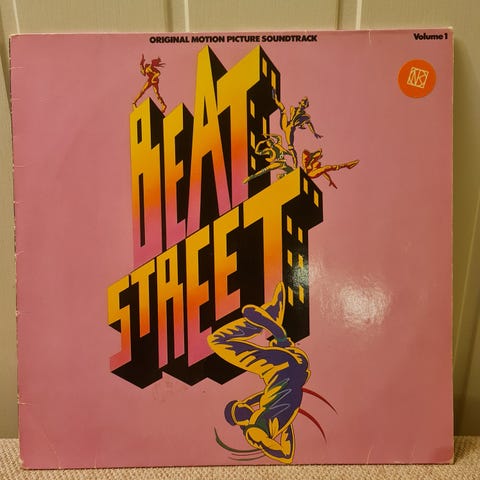 ORIGINAL MOTION PICTURE SOUNDTRACK
Volume 1
BEAT
STREET